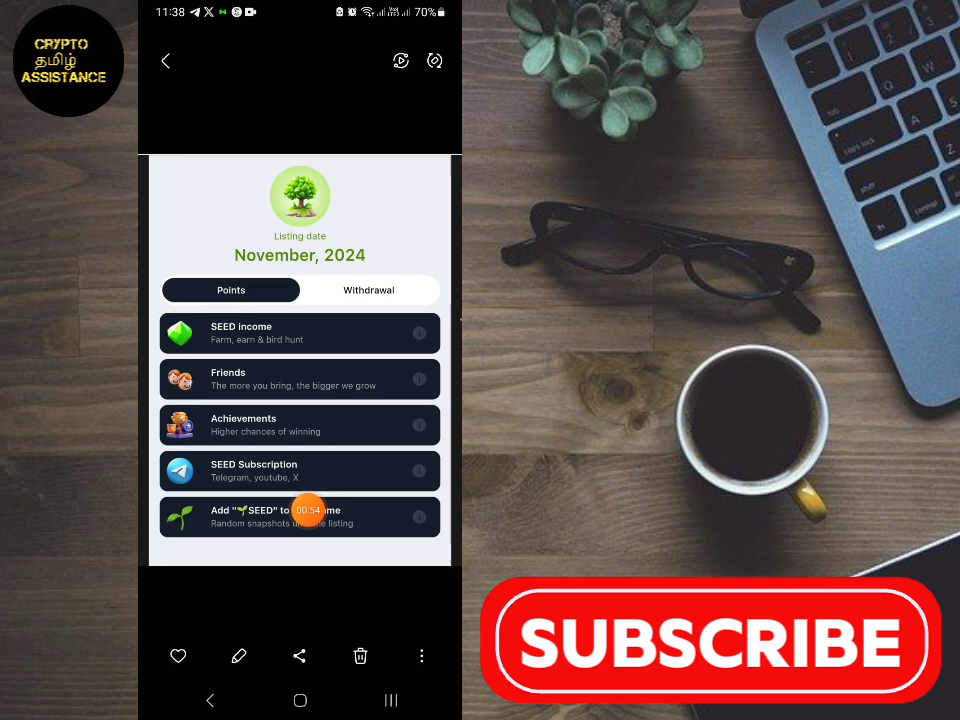 CRYPTO
தமிழ்
ASSISTANCE
11:38
70%
Listing date
November, 2024
Points
Withdrawal
SEED income
Farm, earn & bird hunt
Friends
The more you bring, the bigger we grow
Achievements
Higher chances of winning
SEED Subscription
Telegram, youtube, X
Add "🌱SEED" to
00:54
Random snapshots
listing
SUBSCRIBE